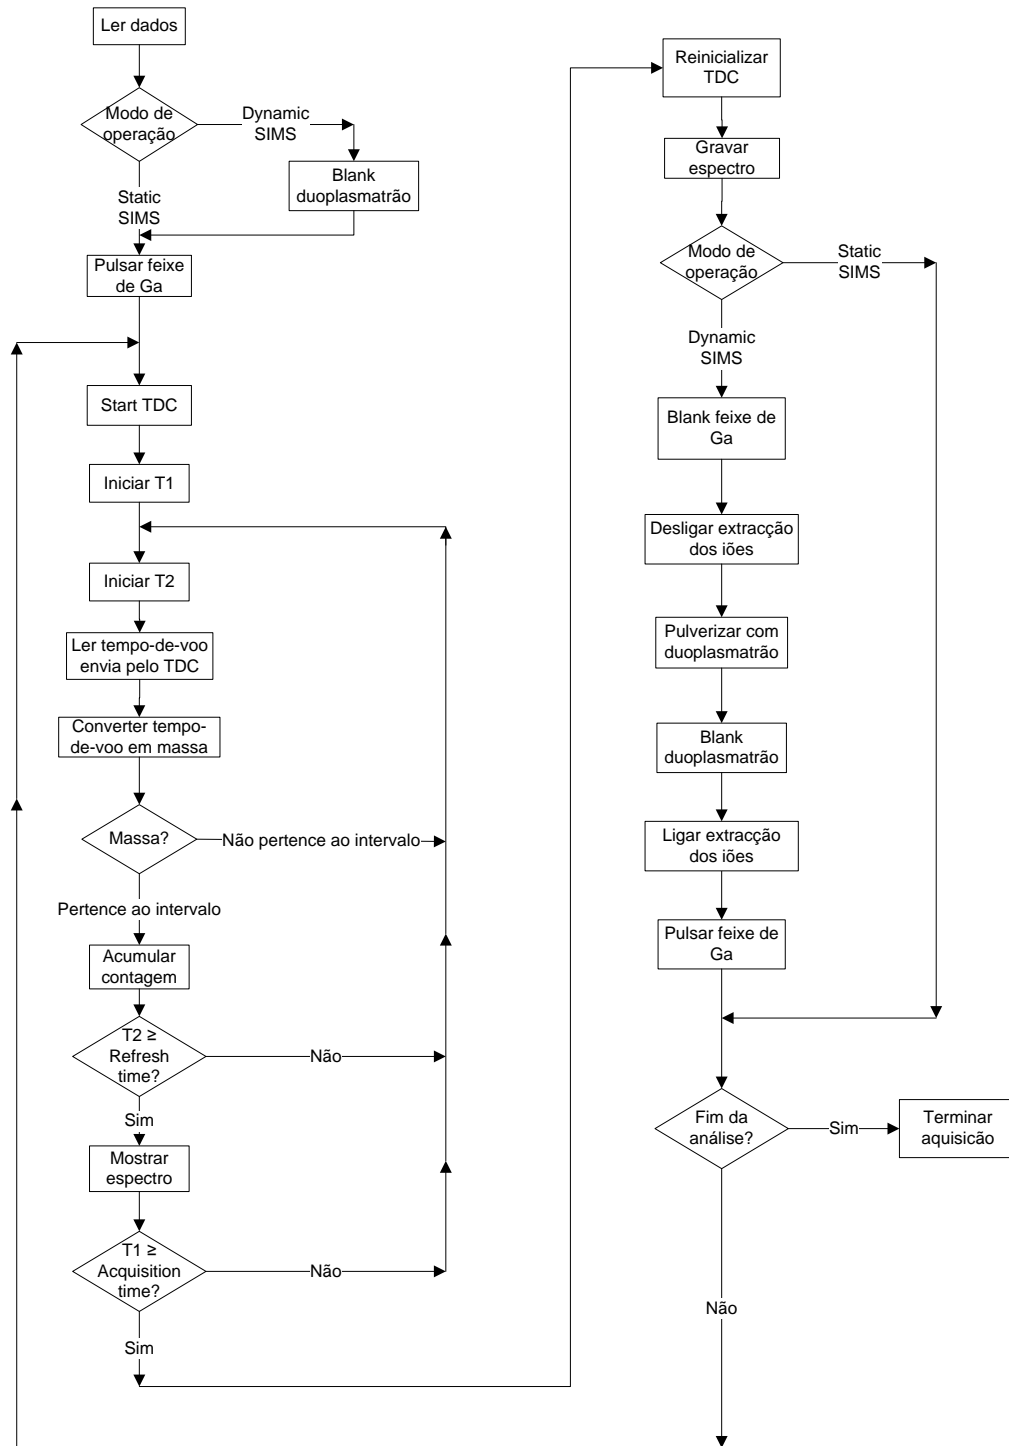 Ler dados
Modo de
operação
Dynamic
SIMS
Blank
duoplasmatrão
Static
SIMS
Pulsar feixe
de Ga
Start TDC
Iniciar T1
Iniciar T2
Ler tempo-de-voo
envia pelo TDC
Converter tempo-
de-voo em massa
Massa?
Não pertence ao intervalo
Pertence ao intervalo
Acumular
contagem
T2 ≥
Refresh
time?
Não
Sim
Mostrar
espectro
T1 ≥
Acquisition
time?
Não
Sim
Reinicializar
TDC
Gravar
espectro
Modo de
operação
Static
SIMS
Dynamic
SIMS
Blank feixe de
Ga
Desligar extracção
dos iões
Pulverizar com
duoplasmatrão
Blank
duoplasmatrão
Ligar extracção
dos iões
Pulsar feixe de
Ga
Fim da
análise?
Sim
Terminar
aquisicão
Não